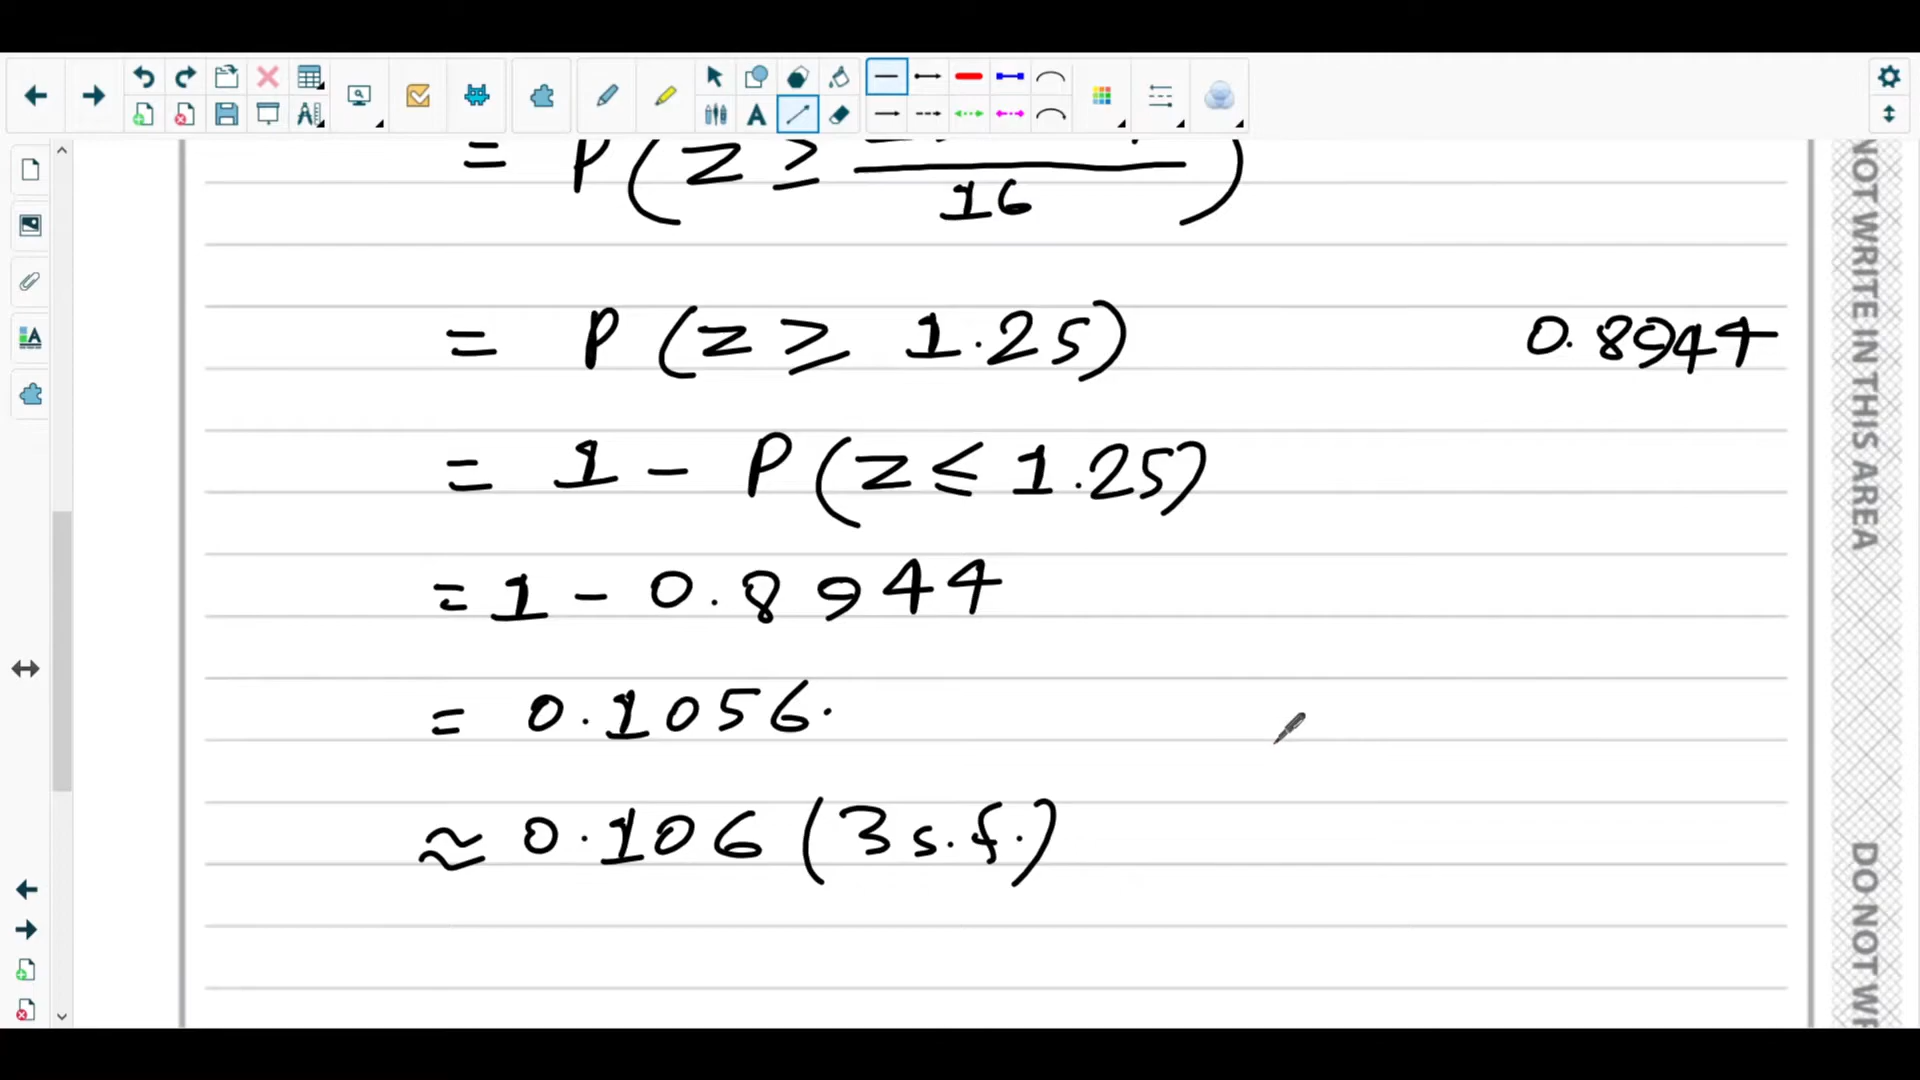 = P(Z ≥ 16)
= P(Z ≥ 1.25)
0.8944
= 1 - P(Z ≤ 1.25)
= 1 - 0.8944
= 0.1056.
≈ 0.106 (3 s.f.)
NOT WRITE IN THIS AREA
DO NOT